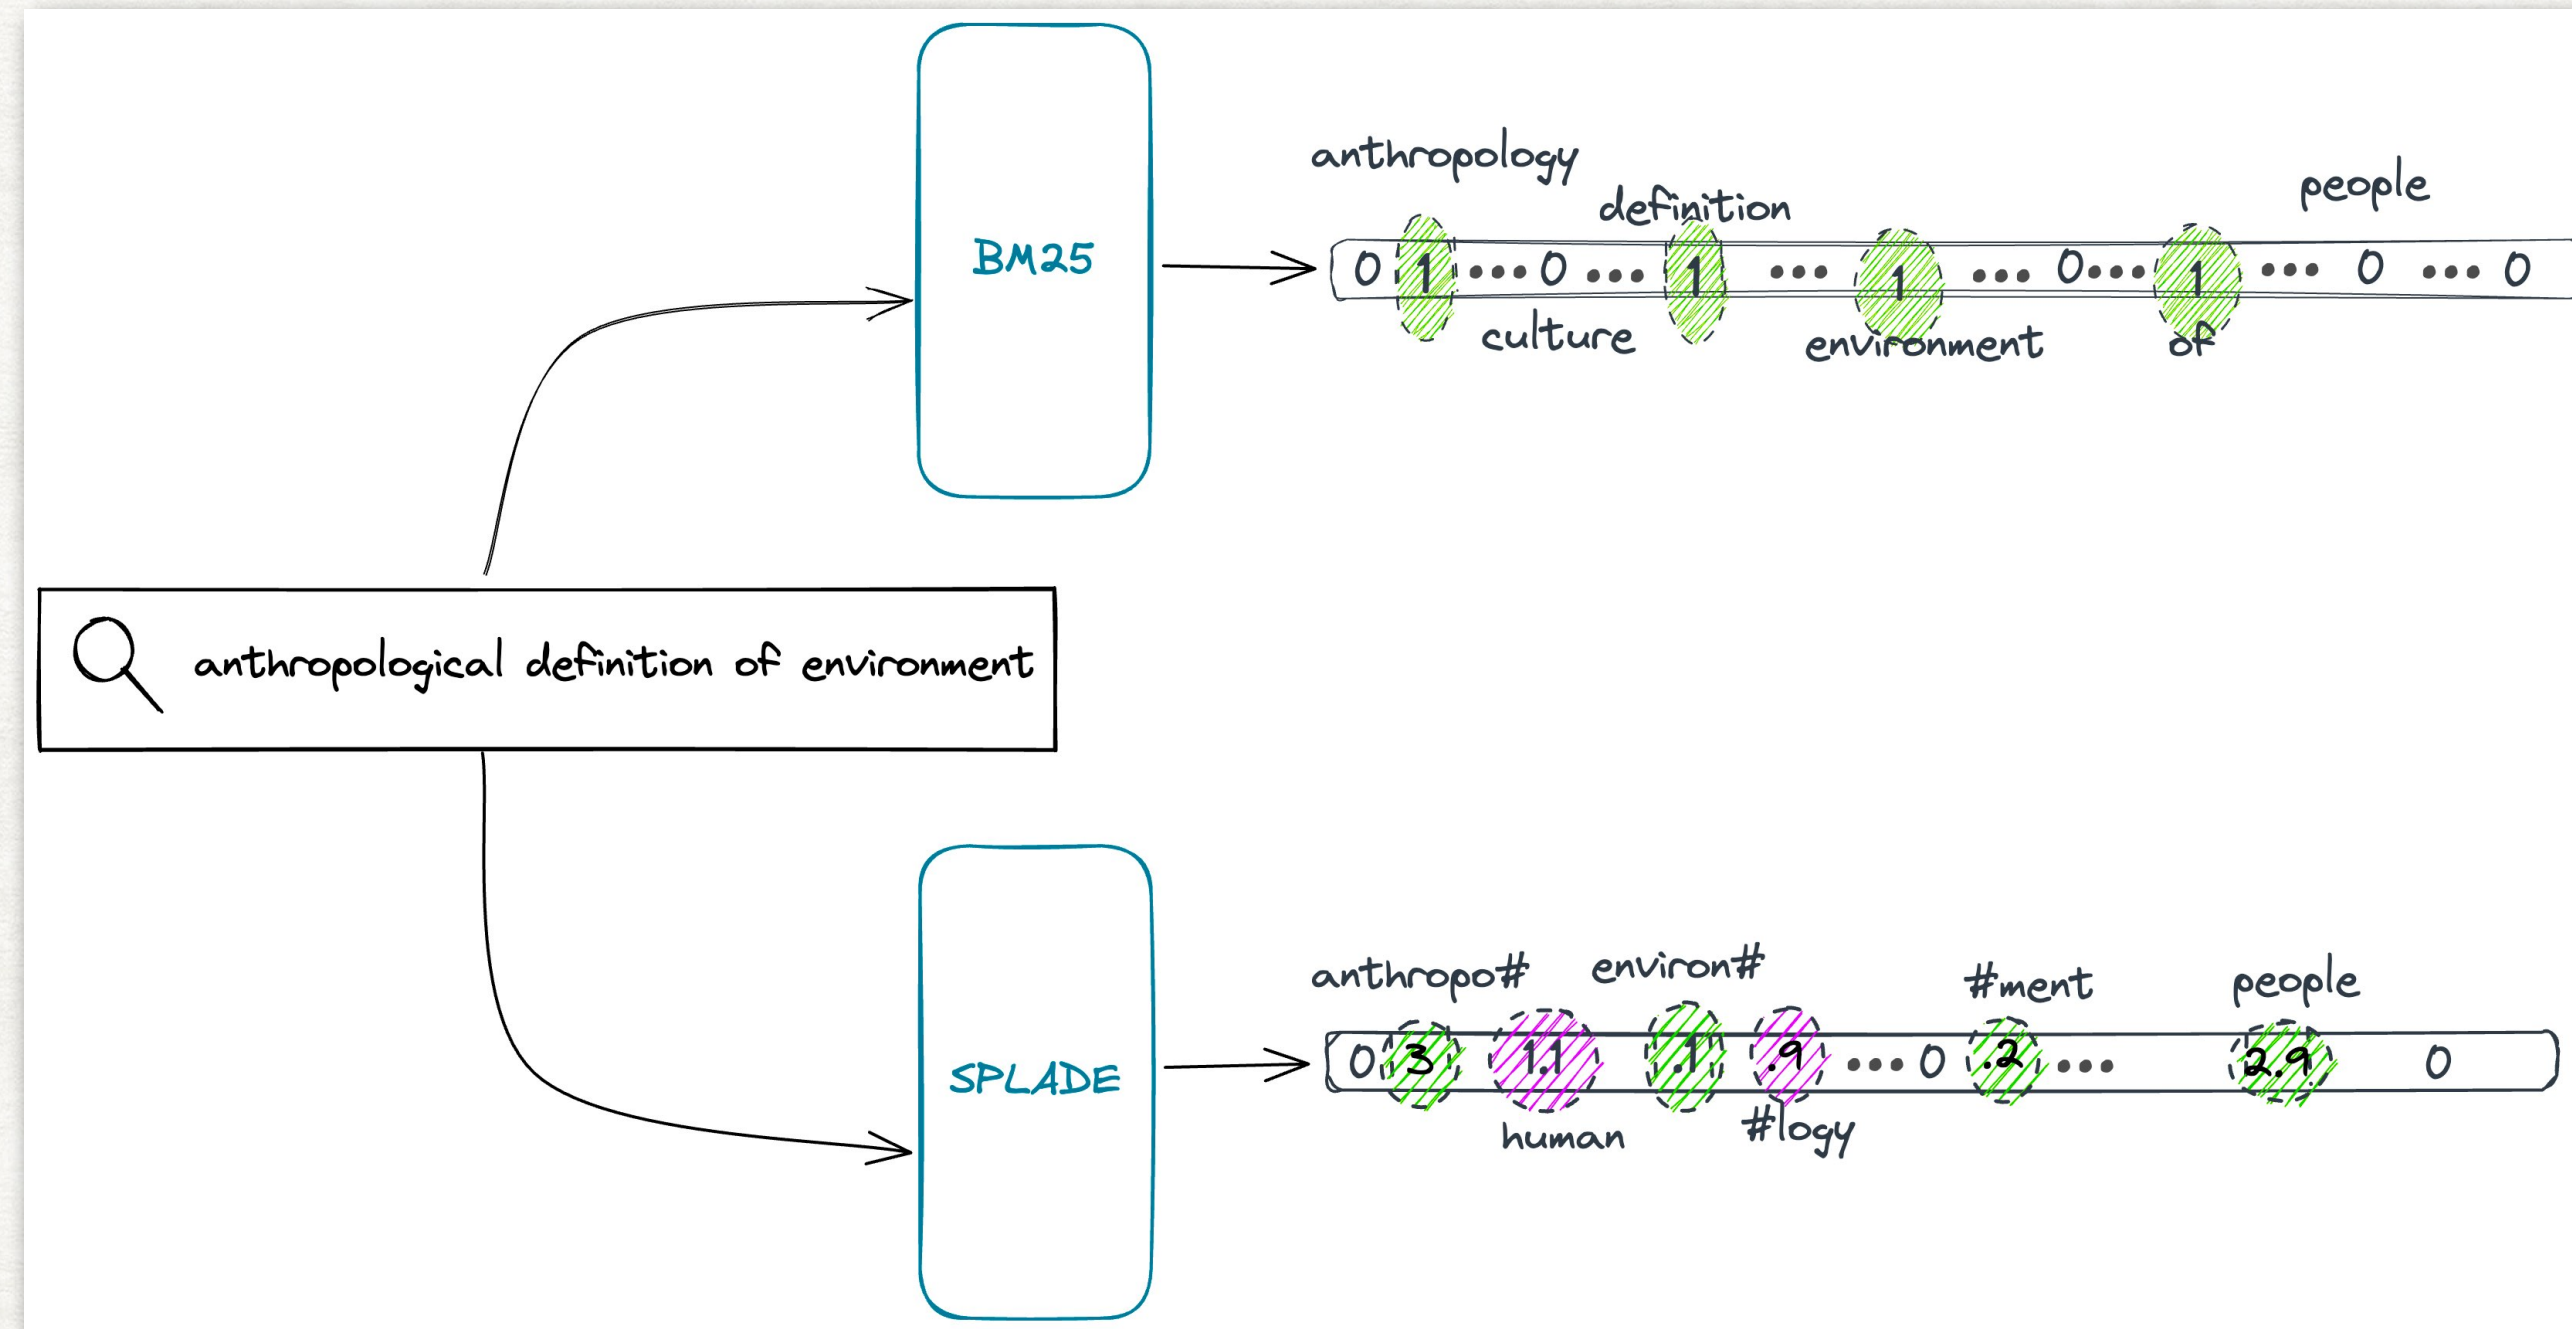 anthropology
definition
people
BM25
0 1 ... 0 ... 1 ... 1 ... 0 ... 1 ... 0 ... 0
culture
environment
of
anthropological definition of environment
anthropo#
environ#
#ment
people
SPLADE
0 3 1.1 .1 .9 ... 0 .2 ... 2.9 0
human
#logy